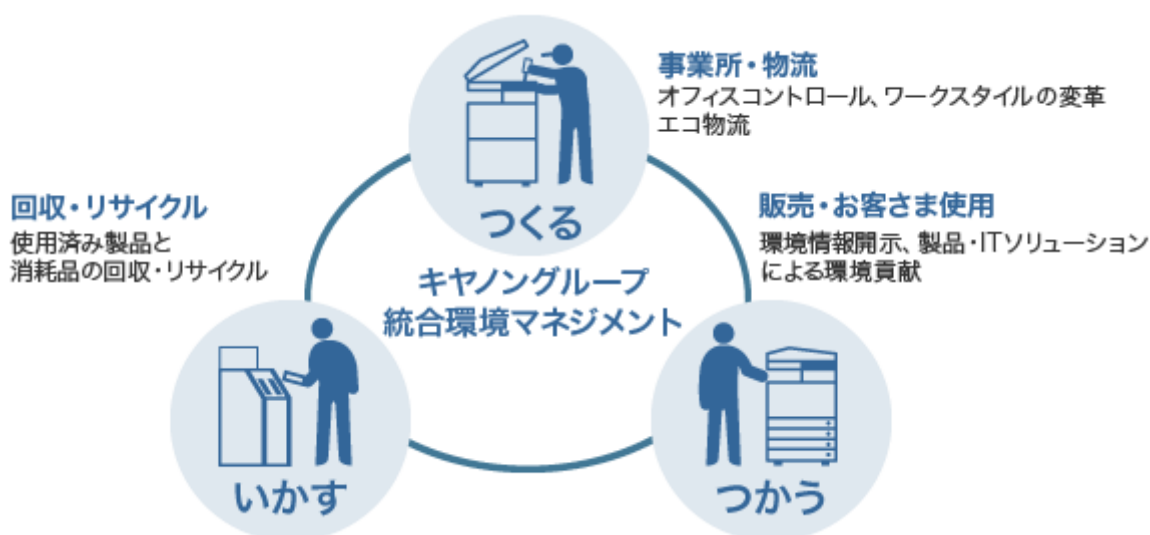 事業所・物流
オフィスコントロール、ワークスタイルの変革
エコ物流
つくる
回収・リサイクル
使用済み製品と
消耗品の回収・リサイクル
販売・お客さま使用
環境情報開示、製品・ITソリューション
による環境貢献
キヤノングループ
統合環境マネジメント
いかす
つかう